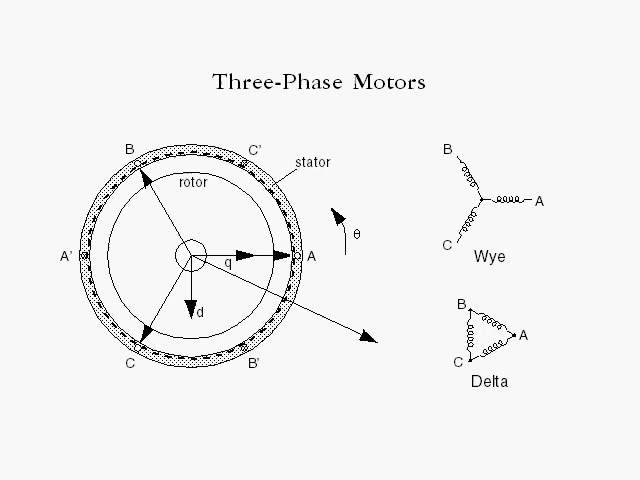 Three-Phase Motors
B
C'
stator
rotor
A'
A
q
d
θ
C
B'
B
A
C
Wye
B
A
C
Delta